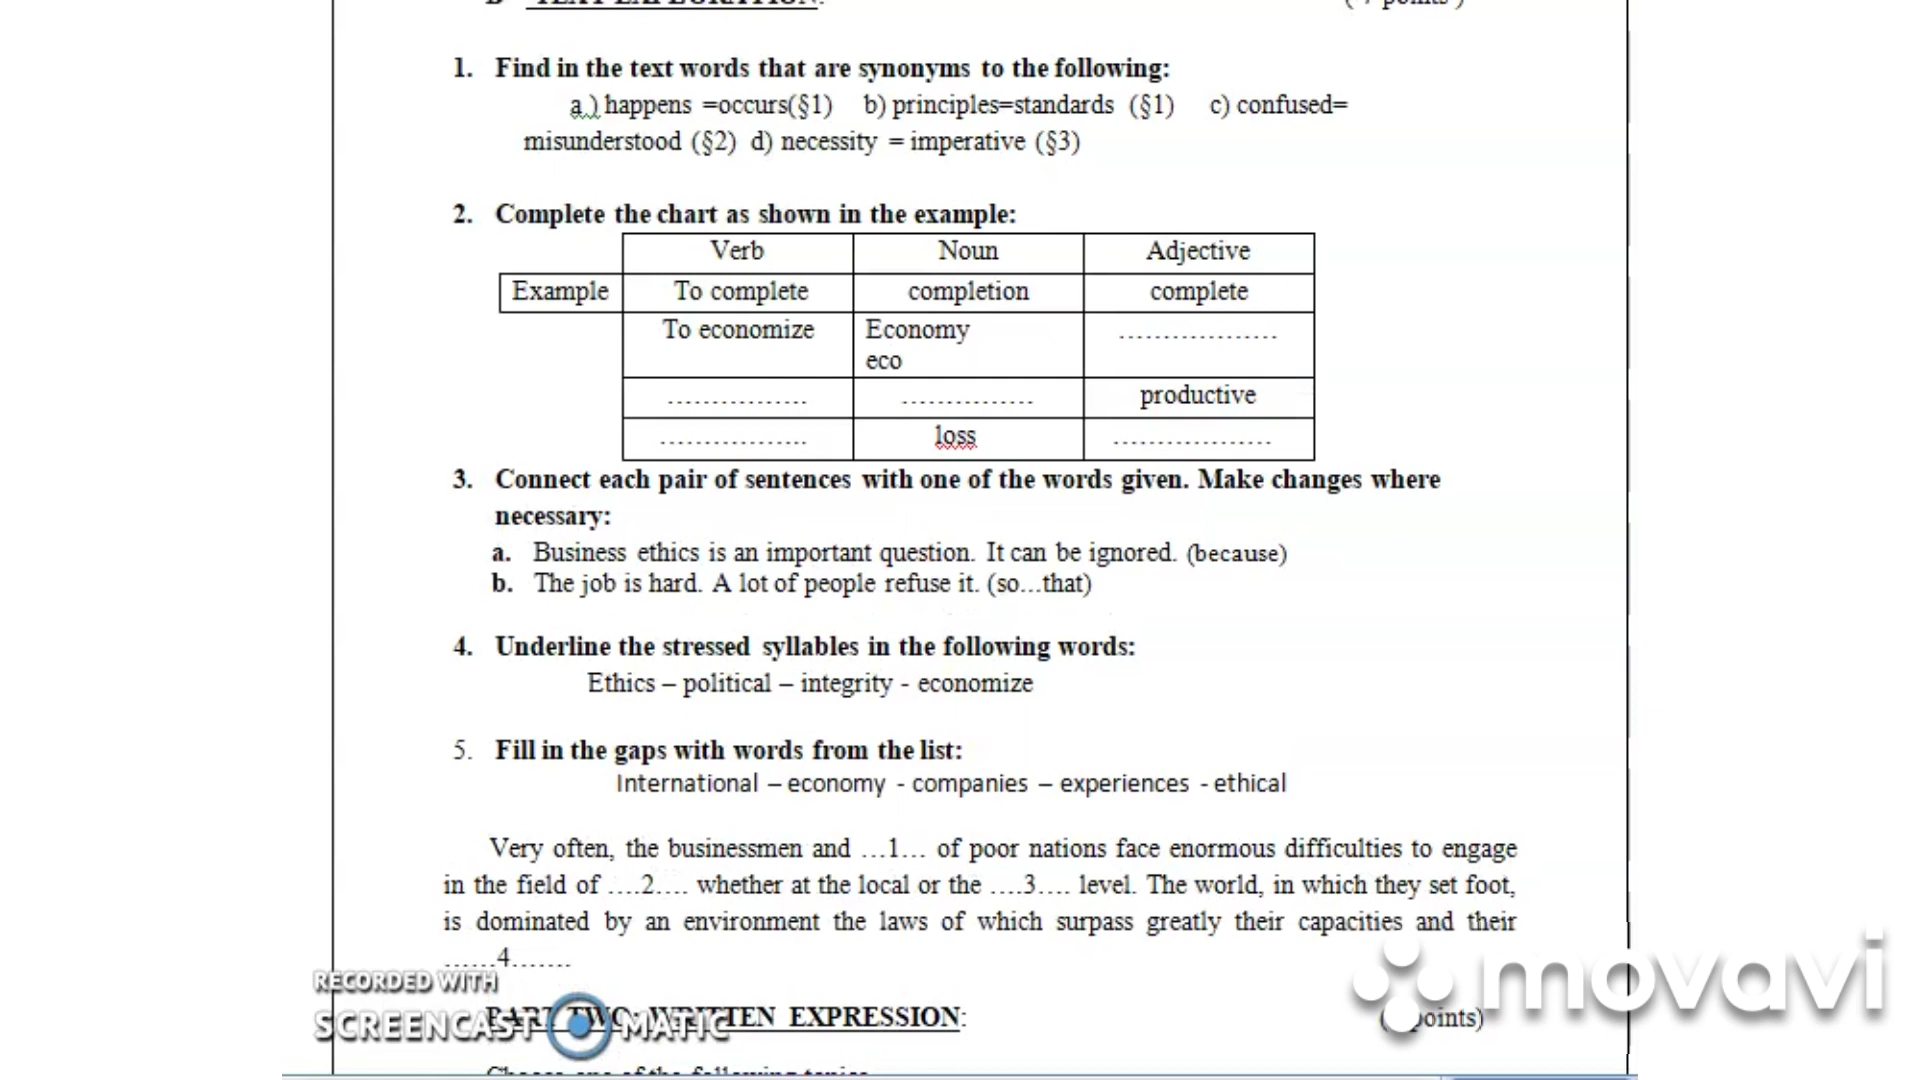 1. Find in the text words that are synonyms to the following:
a.) happens =occurs(§1) b) principles=standards (§1) c) confused=
misunderstood (§2) d) necessity = imperative (§3)
2. Complete the chart as shown in the example:
Verb Noun Adjective
Example To complete completion complete
To economize Economy ..................
eco
................ ............... productive
................. loss ..................
3. Connect each pair of sentences with one of the words given. Make changes where
necessary:
a. Business ethics is an important question. It can be ignored. (because)
b. The job is hard. A lot of people refuse it. (so...that)
4. Underline the stressed syllables in the following words:
Ethics – political – integrity - economize
5. Fill in the gaps with words from the list:
International – economy - companies – experiences - ethical
Very often, the businessmen and ...1... of poor nations face enormous difficulties to engage
in the field of ....2.... whether at the local or the ....3.... level. The world, in which they set foot,
is dominated by an environment the laws of which surpass greatly their capacities and their
......4.......
RECORDED WITH
SCREENCAST MATIC
movavi
PART TWO: WRITTEN EXPRESSION: points)